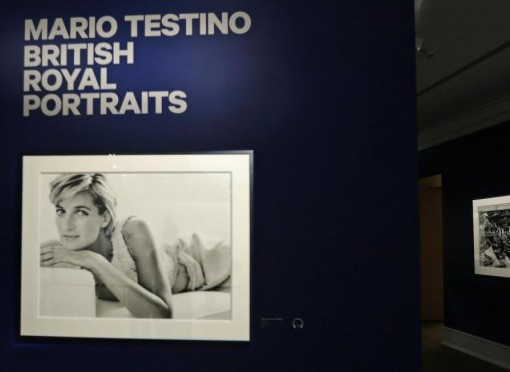 MARIO TESTINO
BRITISH
ROYAL
PORTRAITS